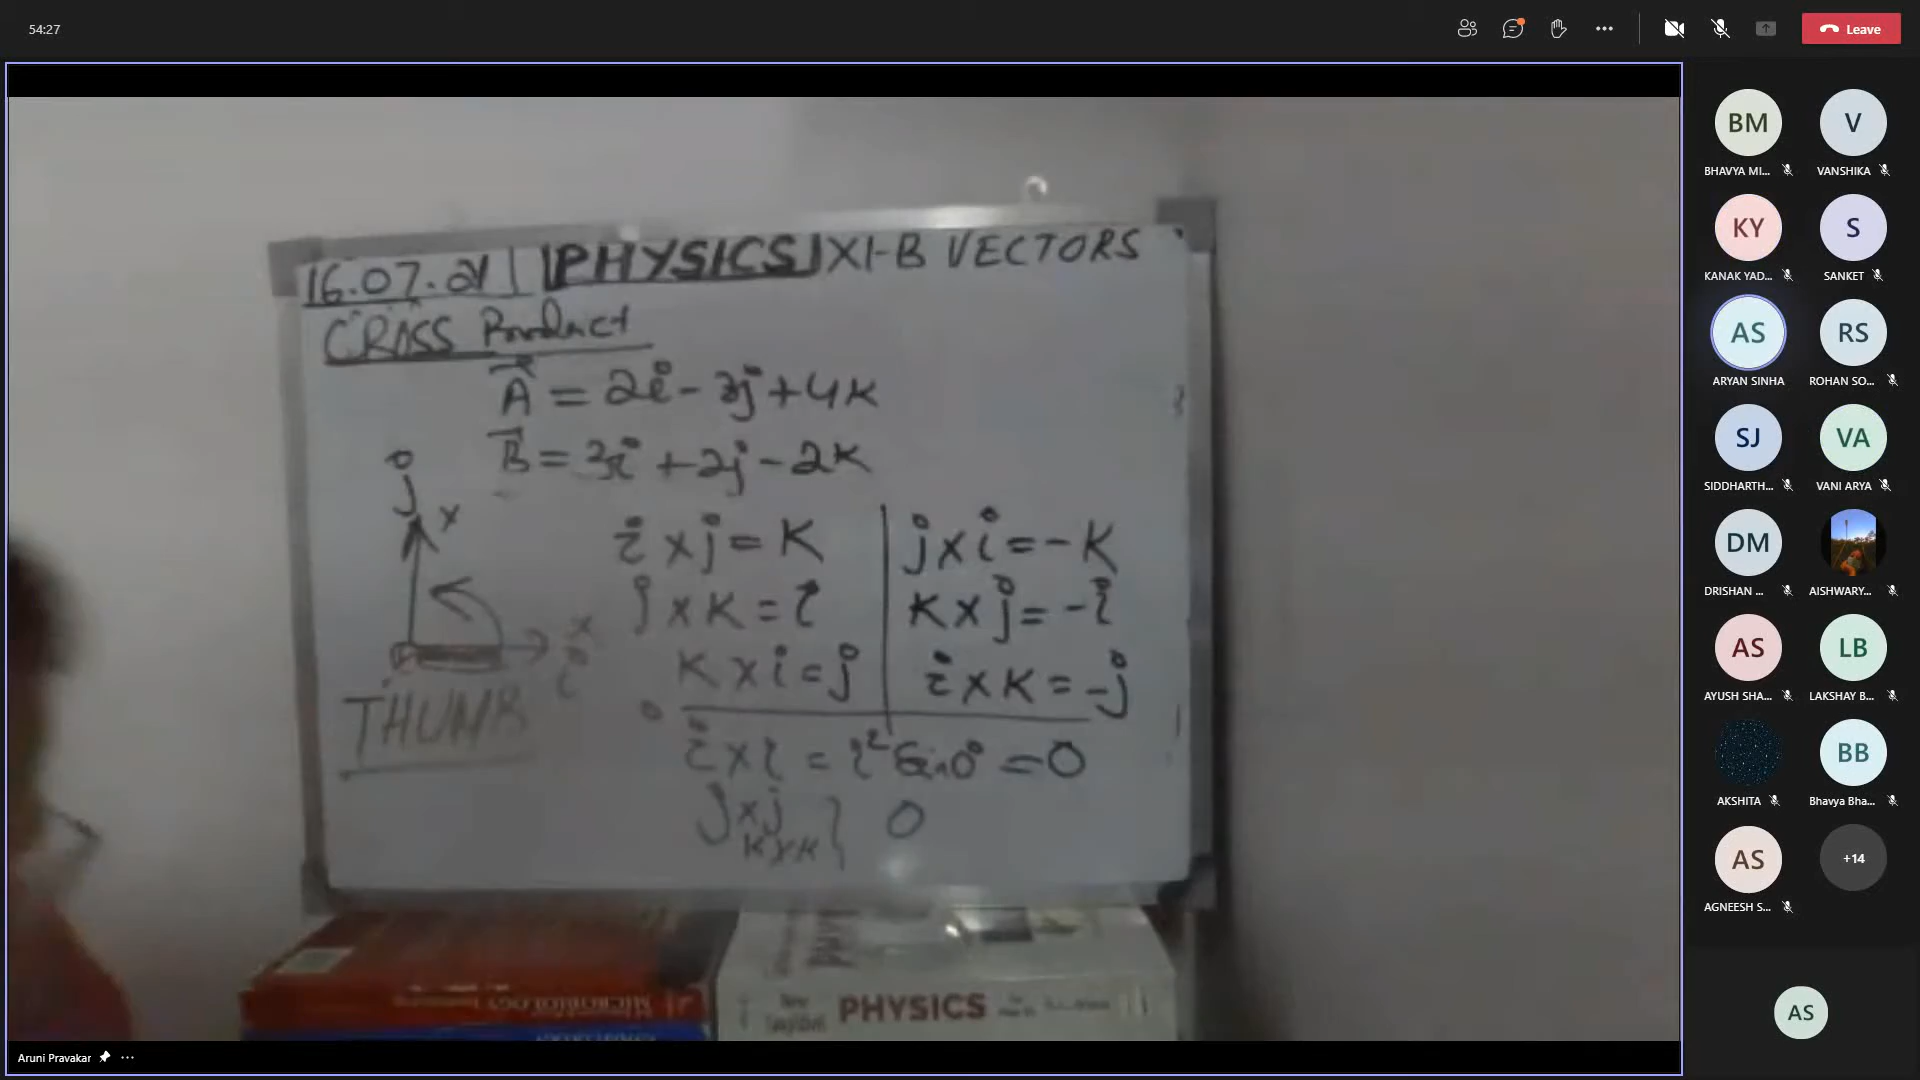 54:27
Leave
16.07.21 | PHYSICS | XI-B VECTORS
CROSS Product
A = 2i - 3j + 4K
B = 3i + 2j - 2K
j
x
x
i
THUMB
i x j = K
j x K = i
K x i = j
j x i = -K
K x j = -i
i x K = -j
i x i = i² Sin0° = 0
j x j
K x K } 0
MICROBIOLOGY
PHYSICS
New
PHYSICS
Aruni Pravakar
BM
BHAVYA MI...
V
VANSHIKA
KY
KANAK YAD...
S
SANKET
AS
ARYAN SINHA
RS
ROHAN SO...
SJ
SIDDHARTH...
VA
VANI ARYA
DM
DRISHAN ...
AISHWARY...
AS
AYUSH SHA...
LB
LAKSHAY B...
AKSHITA
BB
Bhavya Bha...
AS
AGNEESH S...
+14
AS